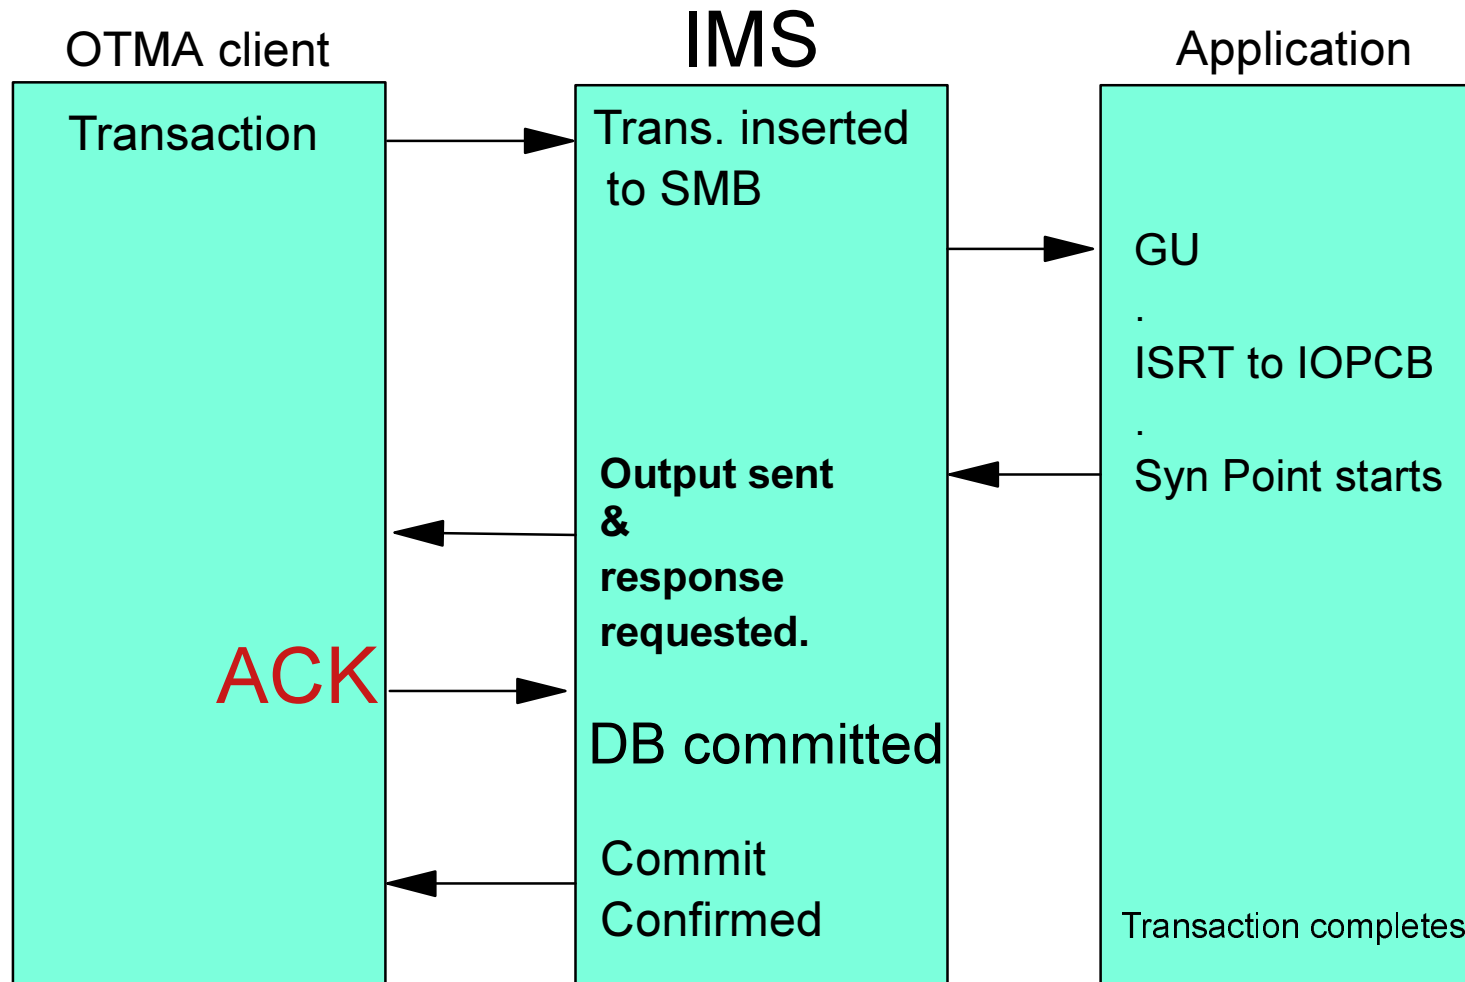 OTMA client
IMS
Application
Transaction
Trans. inserted
to SMB
GU
.
ISRT to IOPCB
.
Syn Point starts
Output sent
&
response
requested.
ACK
DB committed
Commit
Confirmed
Transaction completes